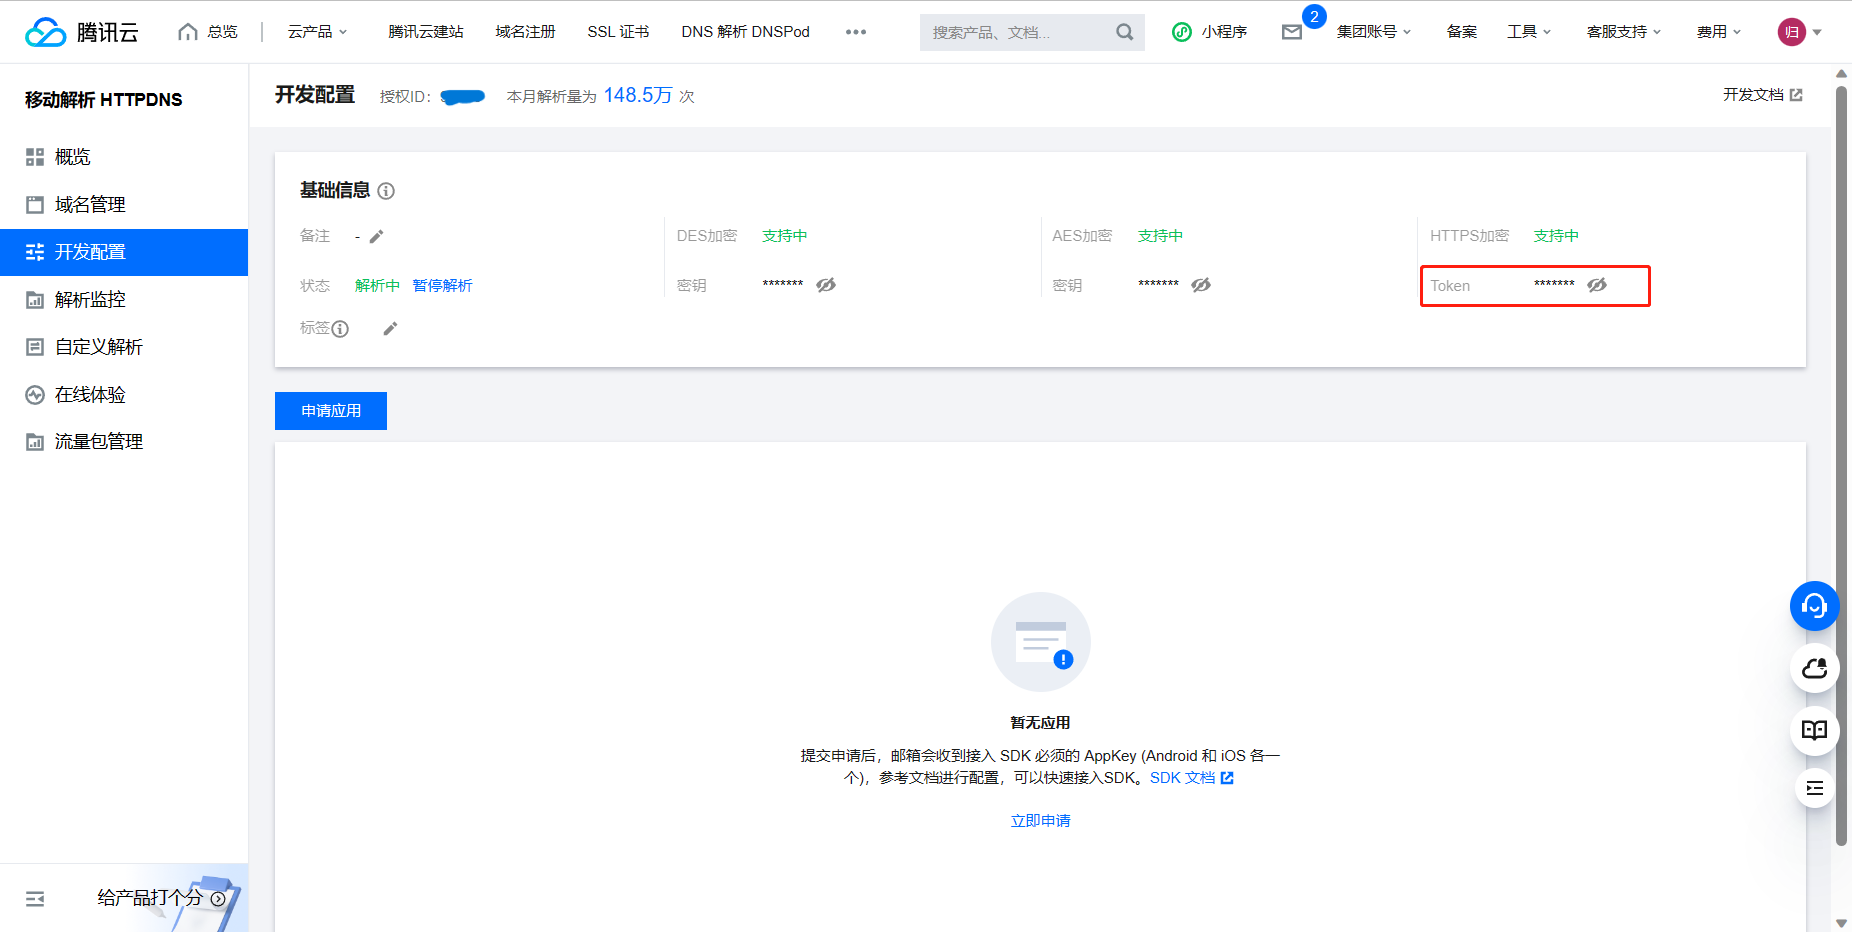 腾讯云 总览 云产品 腾讯云建站 域名注册 SSL 证书 DNS 解析 DNSPod ••• 搜索产品、文档... 小程序 2 集团账号 备案 工具 客服支持 费用 归
移动解析 HTTPDNS
概览
域名管理
开发配置
解析监控
自定义解析
在线体验
流量包管理
给产品打个分
开发配置 授权ID: 本月解析量为 148.5万 次 开发文档
基础信息
备注 - DES加密 支持中 AES加密 支持中 HTTPS加密 支持中
状态 解析中 暂停解析 密钥 ******* 密钥 ******* Token *******
标签
申请应用
暂无应用
提交申请后，邮箱会收到接入 SDK 必须的 AppKey (Android 和 iOS 各一
个)，参考文档进行配置，可以快速接入SDK。SDK 文档
立即申请